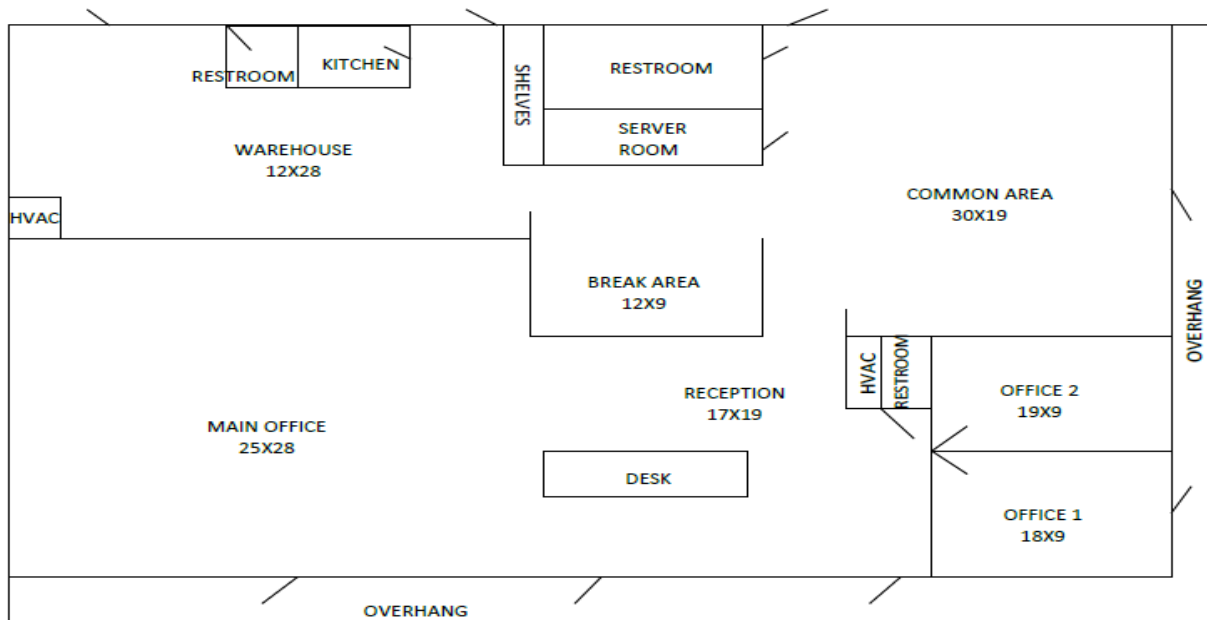 RESTROOM
KITCHEN
SHELVES
RESTROOM
SERVER
ROOM
WAREHOUSE
12X28
COMMON AREA
30X19
HVAC
BREAK AREA
12X9
OVERHANG
HVAC
RESTROOM
RECEPTION
17X19
OFFICE 2
19X9
MAIN OFFICE
25X28
DESK
OFFICE 1
18X9
OVERHANG